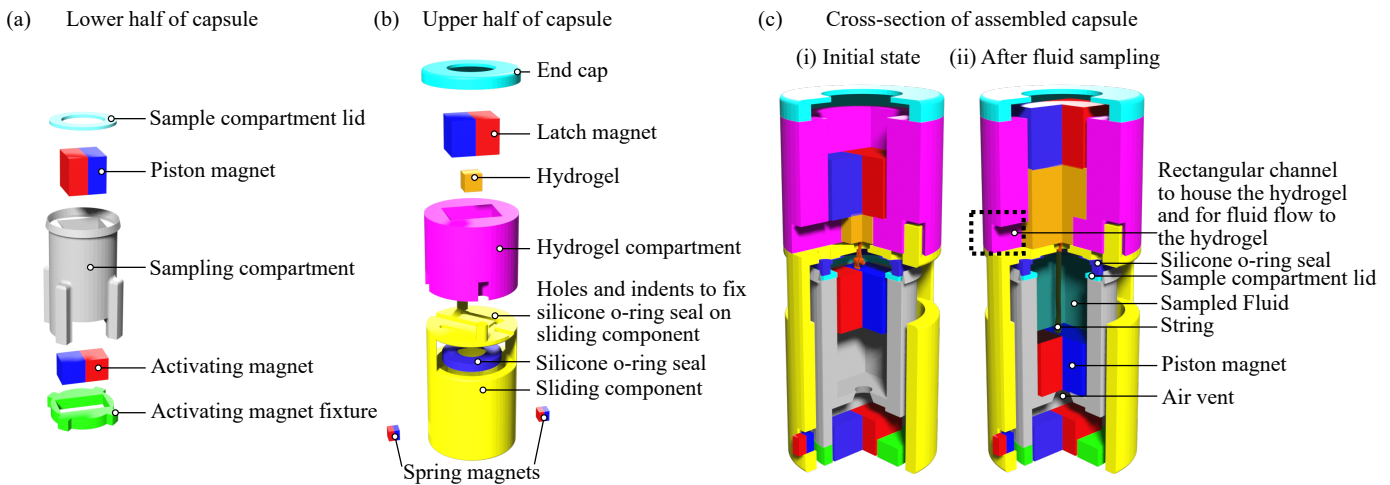 (a) Lower half of capsule
Sample compartment lid
Piston magnet
Sampling compartment
Activating magnet
Activating magnet fixture
(b) Upper half of capsule
End cap
Latch magnet
Hydrogel
Hydrogel compartment
Holes and indents to fix
silicone o-ring seal on
sliding component
Silicone o-ring seal
Sliding component
Spring magnets
(c) Cross-section of assembled capsule
(i) Initial state
(ii) After fluid sampling
Rectangular channel
to house the hydrogel
and for fluid flow to
the hydrogel
Silicone o-ring seal
Sample compartment lid
Sampled Fluid
String
Piston magnet
Air vent